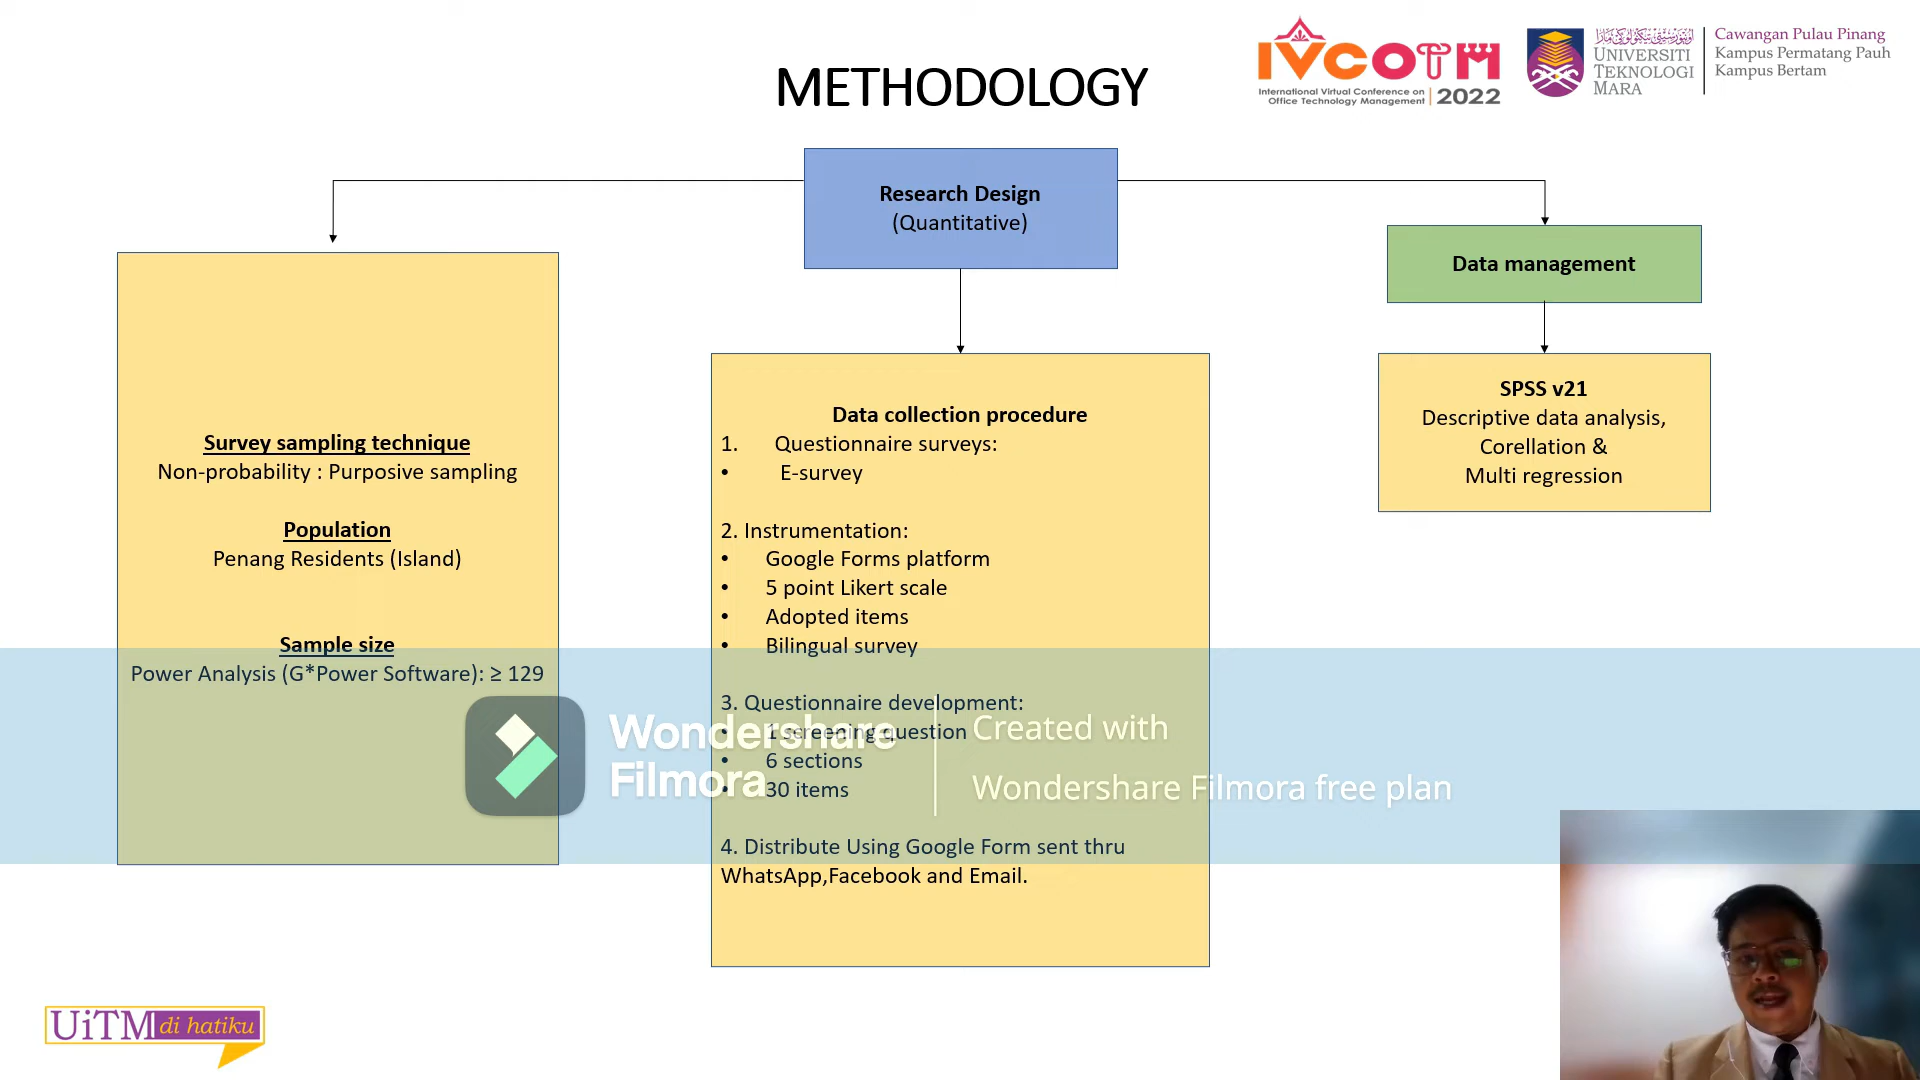 METHODOLOGY
IVCOTM
International Virtual Conference on
Office Technology Management | 2022
UNIVERSITI
TEKNOLOGI
MARA
Cawangan Pulau Pinang
Kampus Permatang Pauh
Kampus Bertam
Research Design
(Quantitative)
Survey sampling technique
Non-probability : Purposive sampling
Population
Penang Residents (Island)
Sample size
Power Analysis (G*Power Software): ≥ 129
Data collection procedure
1. Questionnaire surveys:
• E-survey
2. Instrumentation:
• Google Forms platform
• 5 point Likert scale
• Adopted items
• Bilingual survey
3. Questionnaire development:
• 1 screening question
• 6 sections
• 30 items
4. Distribute Using Google Form sent thru
WhatsApp,Facebook and Email.
Data management
SPSS v21
Descriptive data analysis,
Corellation &
Multi regression
Wondershare
Filmora
Created with
Wondershare Filmora free plan
UiTM di hatiku